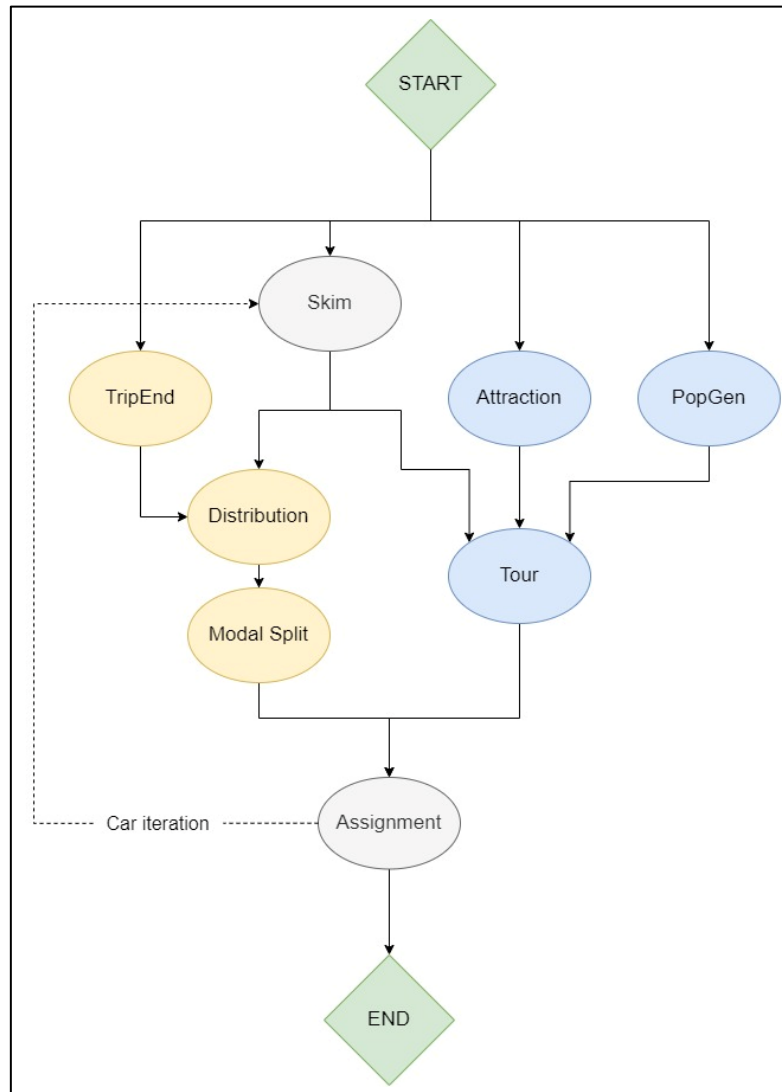 START
Skim
TripEnd
Attraction
PopGen
Distribution
Tour
Modal Split
Car iteration
Assignment
END